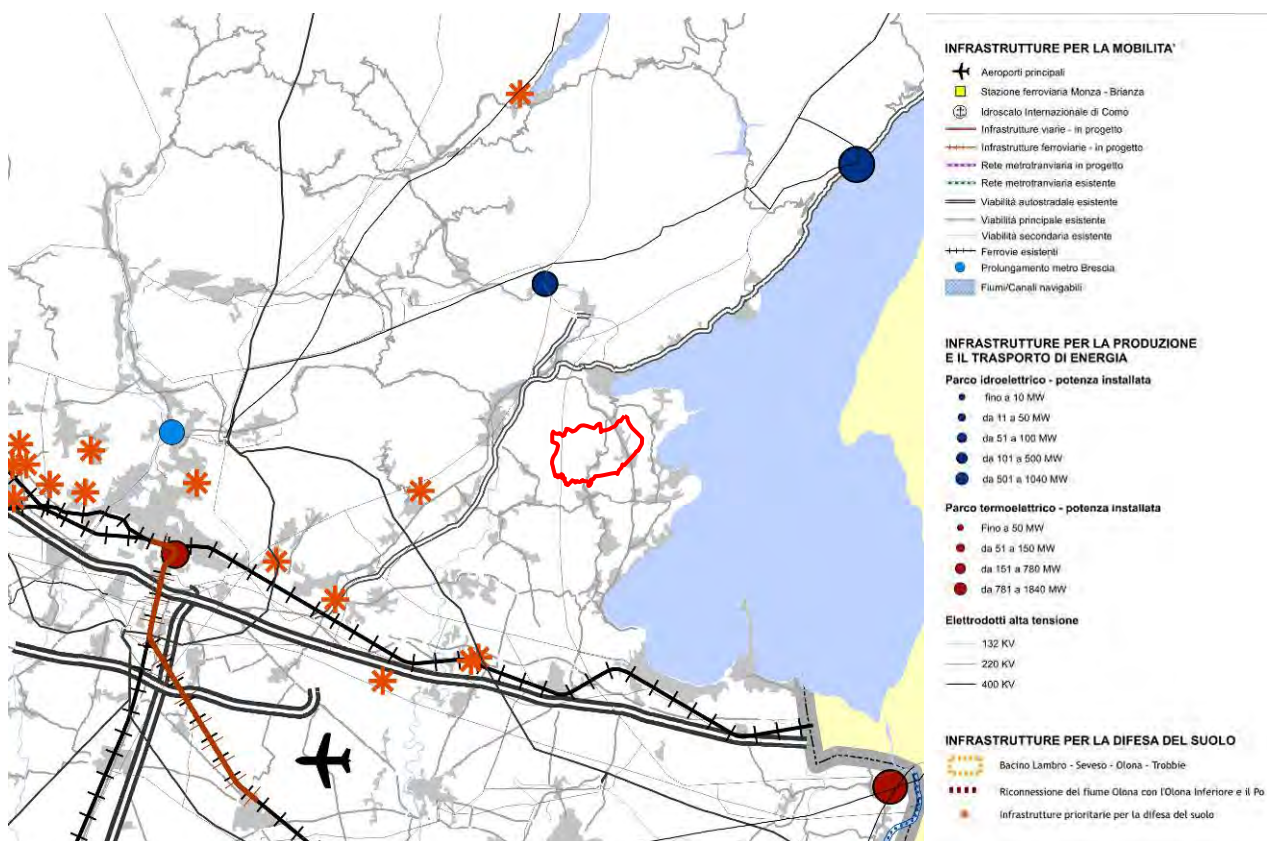 INFRASTRUTTURE PER LA MOBILITA'
Aeroporti principali
Stazione ferroviaria Monza - Brianza
Idroscalo Internazionale di Como
Infrastrutture viarie - in progetto
Infrastrutture ferroviarie - in progetto
Rete metrotranviaria in progetto
Rete metrotranviaria esistente
Viabilità autostradale esistente
Viabilità principale esistente
Viabilità secondaria esistente
Ferrovie esistenti
Prolungamento metro Brescia
Fiumi/Canali navigabili
INFRASTRUTTURE PER LA PRODUZIONE
E IL TRASPORTO DI ENERGIA
Parco idroelettrico - potenza installata
fino a 10 MW
da 11 a 50 MW
da 51 a 100 MW
da 101 a 500 MW
da 501 a 1040 MW
Parco termoelettrico - potenza installata
Fino a 50 MW
da 51 a 150 MW
da 151 a 780 MW
da 781 a 1840 MW
Elettrodotti alta tensione
132 KV
220 KV
400 KV
INFRASTRUTTURE PER LA DIFESA DEL SUOLO
Bacino Lambro - Seveso - Olona - Trobbie
Riconnessione del fiume Olona con l'Olona Inferiore e il Po
Infrastrutture prioritarie per la difesa del suolo